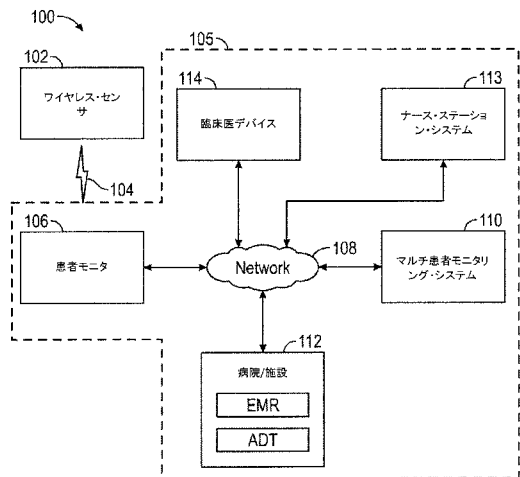 100
105
102
ワイヤレス・セン
サ
114
臨床医デバイス
113
ナース・ステーショ
ン・システム
104
106
患者モニタ
108
Network
110
マルチ患者モニタリ
ング・システム
112
病院/施設
EMR
ADT